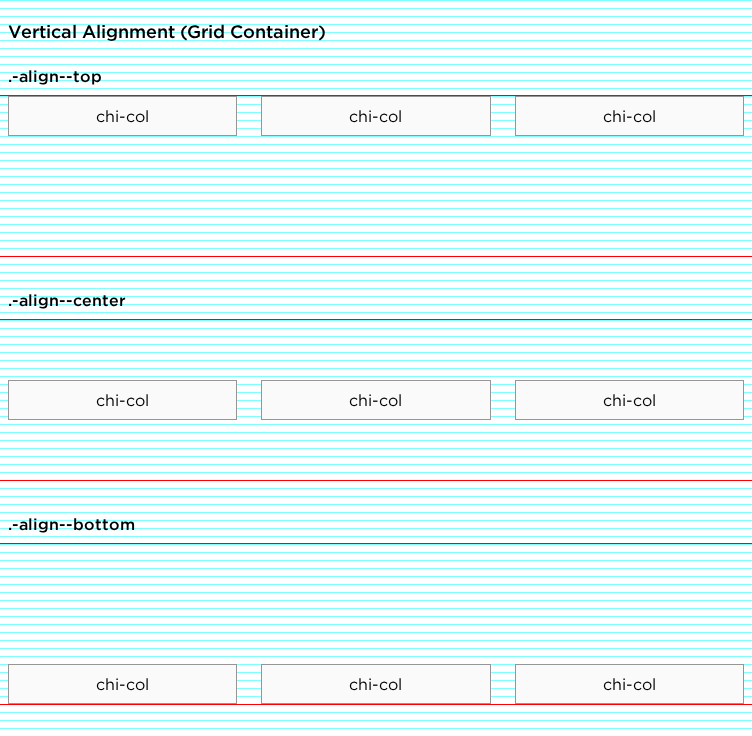 Vertical Alignment (Grid Container)
.-align--top
chi-col chi-col chi-col
.-align--center
chi-col chi-col chi-col
.-align--bottom
chi-col chi-col chi-col